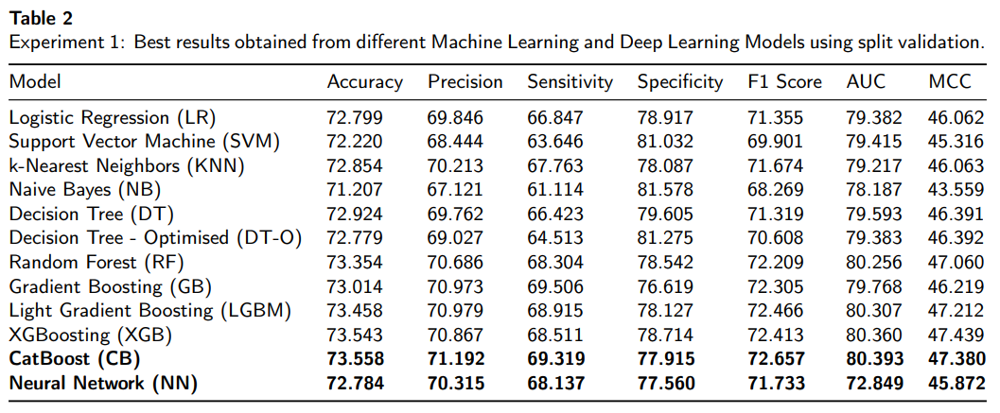 Table 2
Experiment 1: Best results obtained from different Machine Learning and Deep Learning Models using split validation.
Model Accuracy Precision Sensitivity Specificity F1 Score AUC MCC
Logistic Regression (LR) 72.799 69.846 66.847 78.917 71.355 79.382 46.062
Support Vector Machine (SVM) 72.220 68.444 63.646 81.032 69.901 79.415 45.316
k-Nearest Neighbors (KNN) 72.854 70.213 67.763 78.087 71.674 79.217 46.063
Naive Bayes (NB) 71.207 67.121 61.114 81.578 68.269 78.187 43.559
Decision Tree (DT) 72.924 69.762 66.423 79.605 71.319 79.593 46.391
Decision Tree - Optimised (DT-O) 72.779 69.027 64.513 81.275 70.608 79.383 46.392
Random Forest (RF) 73.354 70.686 68.304 78.542 72.209 80.256 47.060
Gradient Boosting (GB) 73.014 70.973 69.506 76.619 72.305 79.768 46.219
Light Gradient Boosting (LGBM) 73.458 70.979 68.915 78.127 72.466 80.307 47.212
XGBoosting (XGB) 73.543 70.867 68.511 78.714 72.413 80.360 47.439
CatBoost (CB) 73.558 71.192 69.319 77.915 72.657 80.393 47.380
Neural Network (NN) 72.784 70.315 68.137 77.560 71.733 72.849 45.872